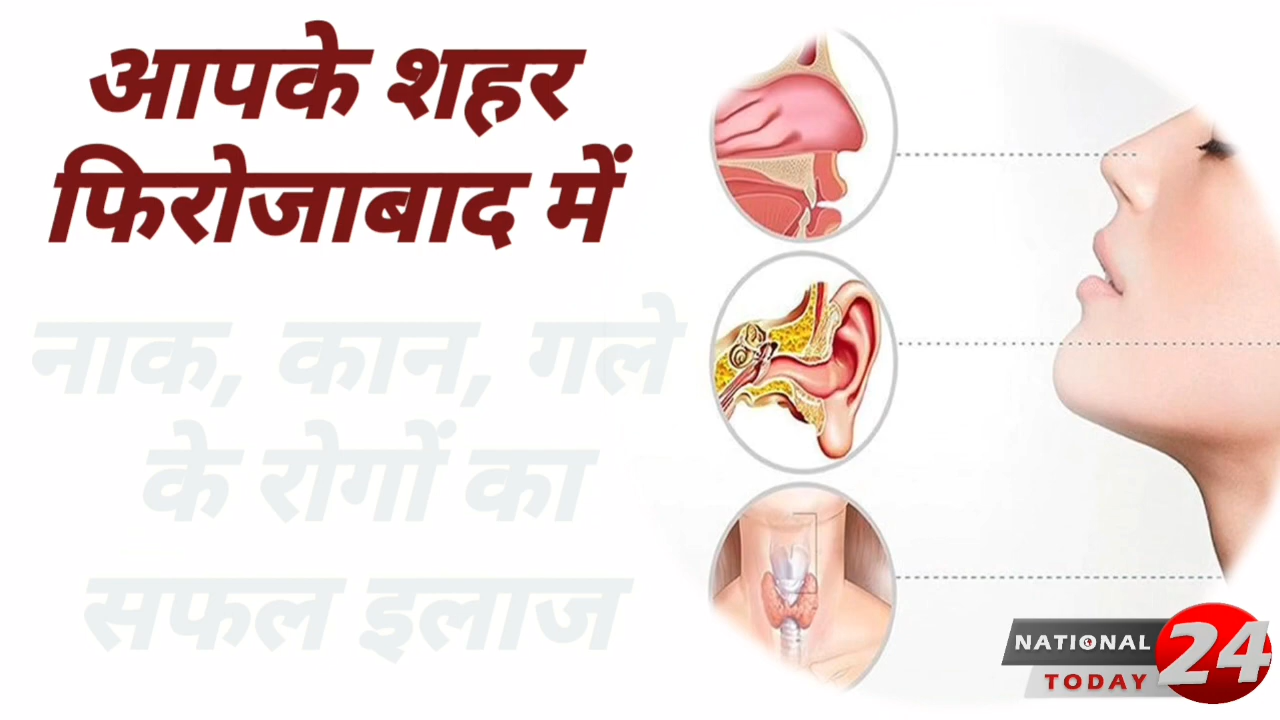 आपके शहर
फिरोजाबाद में
नाक, कान, गले
के रोगों का
सफल इलाज
NATIONAL
TODAY
24